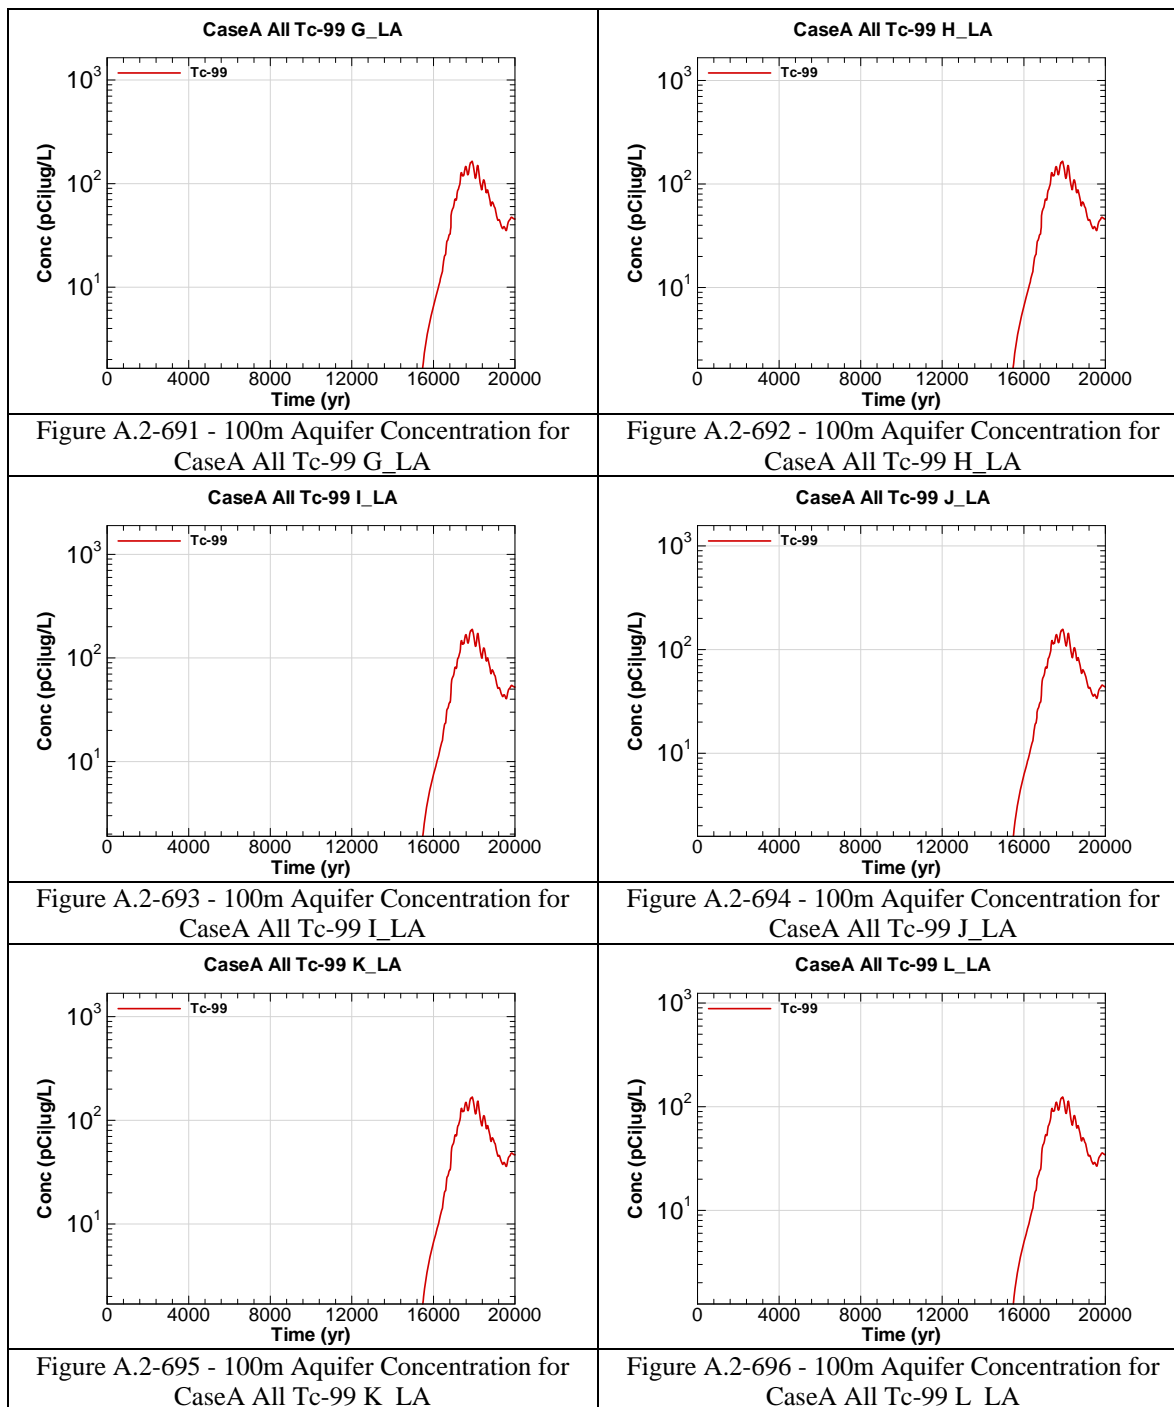 CaseA All Tc-99 G_LA
Tc-99
10³
10²
10¹
Conc (pCi|ug/L)
0 4000 8000 12000 16000 20000
Time (yr)
Figure A.2-691 - 100m Aquifer Concentration for
CaseA All Tc-99 G_LA
CaseA All Tc-99 H_LA
Tc-99
10³
10²
10¹
Conc (pCi|ug/L)
0 4000 8000 12000 16000 20000
Time (yr)
Figure A.2-692 - 100m Aquifer Concentration for
CaseA All Tc-99 H_LA
CaseA All Tc-99 I_LA
Tc-99
10³
10²
10¹
Conc (pCi|ug/L)
0 4000 8000 12000 16000 20000
Time (yr)
Figure A.2-693 - 100m Aquifer Concentration for
CaseA All Tc-99 I_LA
CaseA All Tc-99 J_LA
Tc-99
10³
10²
10¹
Conc (pCi|ug/L)
0 4000 8000 12000 16000 20000
Time (yr)
Figure A.2-694 - 100m Aquifer Concentration for
CaseA All Tc-99 J_LA
CaseA All Tc-99 K_LA
Tc-99
10³
10²
10¹
Conc (pCi|ug/L)
0 4000 8000 12000 16000 20000
Time (yr)
Figure A.2-695 - 100m Aquifer Concentration for
CaseA All Tc-99 K_LA
CaseA All Tc-99 L_LA
Tc-99
10³
10²
10¹
Conc (pCi|ug/L)
0 4000 8000 12000 16000 20000
Time (yr)
Figure A.2-696 - 100m Aquifer Concentration for
CaseA All Tc-99 L_LA